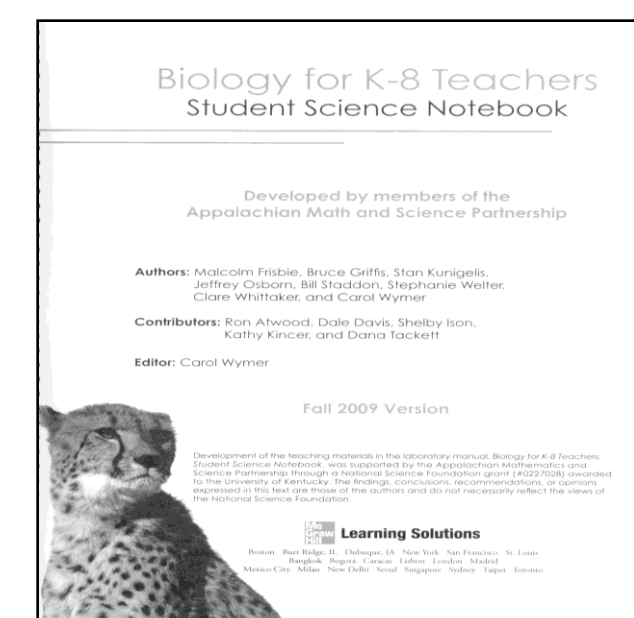 Biology for K-8 Teachers
Student Science Notebook
Developed by members of the
Appalachian Math and Science Partnership
Authors: Malcolm Frisbie, Bruce Griffis, Stan Kunigelis,
Jeffrey Osborn, Bill Staddon, Stephanie Welter,
Clare Whittaker, and Carol Wymer
Contributors: Ron Atwood, Dale Davis, Shelby Ison,
Kathy Kincer, and Dana Tackett
Editor: Carol Wymer
Fall 2009 Version
Development of the teaching materials in the laboratory manual, Biology for K-8 Teachers:
Student Science Notebook, was supported by the Appalachian Mathematics and
Science Partnership through a National Science Foundation grant (#0227028) awarded
to the University of Kentucky. The findings, conclusions, recommendations, or opinions
expressed in this text are those of the authors and do not necessarily reflect the views of
the National Science Foundation.
Mc
Graw
Hill
Learning Solutions
Boston Burr Ridge, IL Dubuque, IA New York San Francisco St. Louis
Bangkok Bogotá Caracas Lisbon London Madrid
Mexico City Milan New Delhi Seoul Singapore Sydney Taipei Toronto